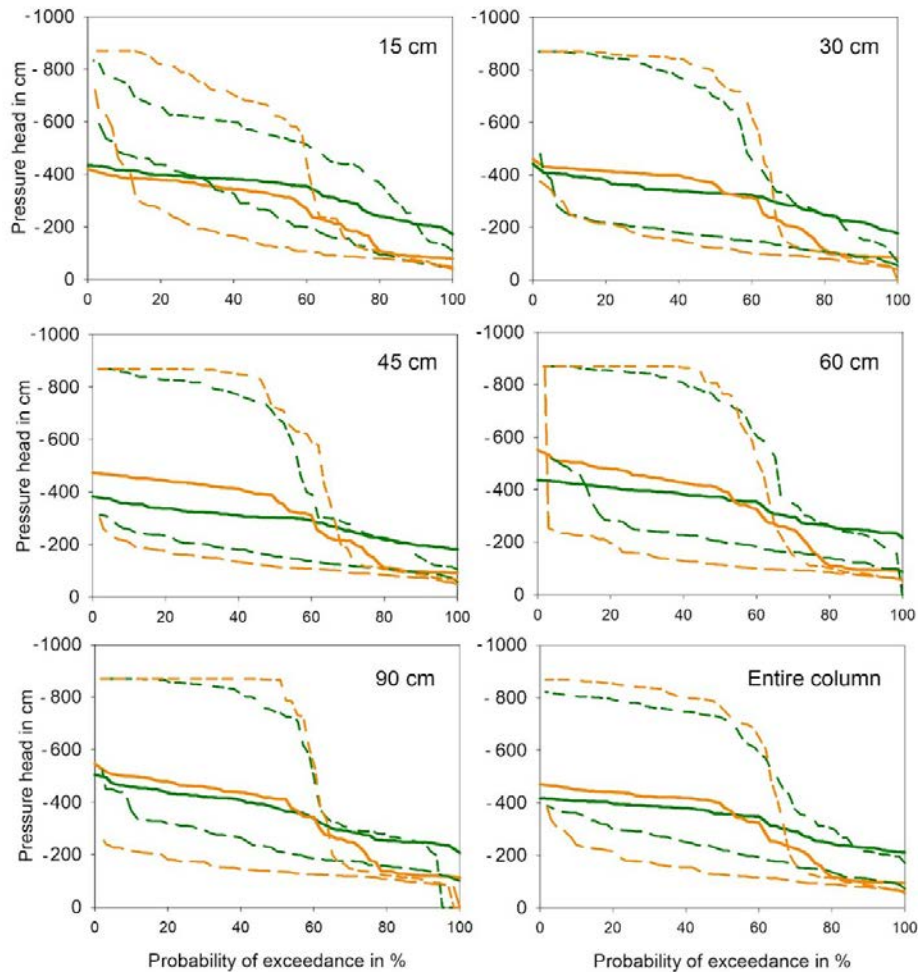 - 1000
15 cm
- 800
- 600
- 400
- 200
0
Pressure head in cm
0 20 40 60 80 100
- 1000
30 cm
- 800
- 600
- 400
- 200
0
0 20 40 60 80 100
- 1000
45 cm
- 800
- 600
- 400
- 200
0
Pressure head in cm
0 20 40 60 80 100
- 1000
60 cm
- 800
- 600
- 400
- 200
0
0 20 40 60 80 100
- 1000
90 cm
- 800
- 600
- 400
- 200
0
Pressure head in cm
0 20 40 60 80 100
Probability of exceedance in %
- 1000
Entire column
- 800
- 600
- 400
- 200
0
0 20 40 60 80 100
Probability of exceedance in %